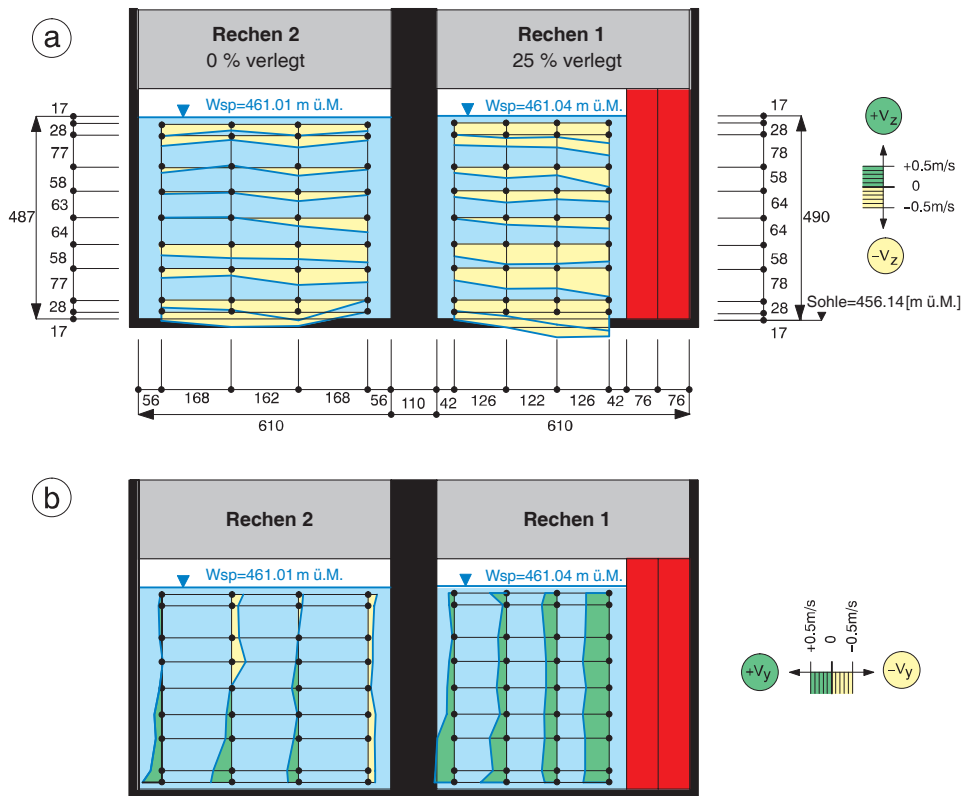 a
Rechen 2
0 % verlegt
Rechen 1
25 % verlegt
Wsp=461.01 m ü.M.
Wsp=461.04 m ü.M.
17
28
77
58
63
64
58
77
28
17
487
17
28
78
58
64
64
58
78
28
17
490
+Vz
+0.5m/s
0
−0.5m/s
−Vz
Sohle=456.14[m ü.M.]
56
168
162
168
56
110
42
126
122
126
42
76
76
610
610
b
Rechen 2
Rechen 1
Wsp=461.01 m ü.M.
Wsp=461.04 m ü.M.
+0.5m/s
0
−0.5m/s
+Vy
−Vy